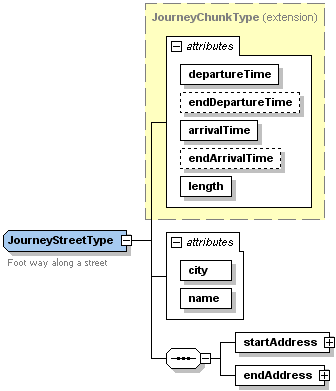 JourneyChunkType (extension)
attributes
departureTime
endDepartureTime
arrivalTime
endArrivalTime
length
JourneyStreetType
Foot way along a street
attributes
city
name
startAddress
endAddress